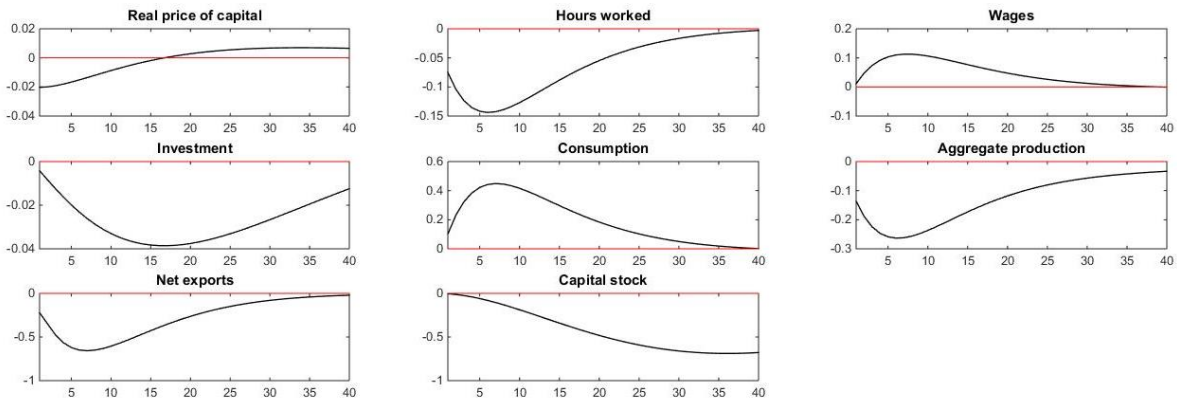 Real price of capital
0.02
0
-0.02
-0.04
5 10 15 20 25 30 35 40
Hours worked
0
-0.05
-0.1
-0.15
5 10 15 20 25 30 35 40
Wages
0.2
0.1
0
-0.1
5 10 15 20 25 30 35 40
Investment
0
-0.02
-0.04
5 10 15 20 25 30 35 40
Consumption
0.6
0.4
0.2
0
5 10 15 20 25 30 35 40
Aggregate production
0
-0.1
-0.2
-0.3
5 10 15 20 25 30 35 40
Net exports
0
-0.5
-1
5 10 15 20 25 30 35 40
Capital stock
0
-0.5
-1
5 10 15 20 25 30 35 40